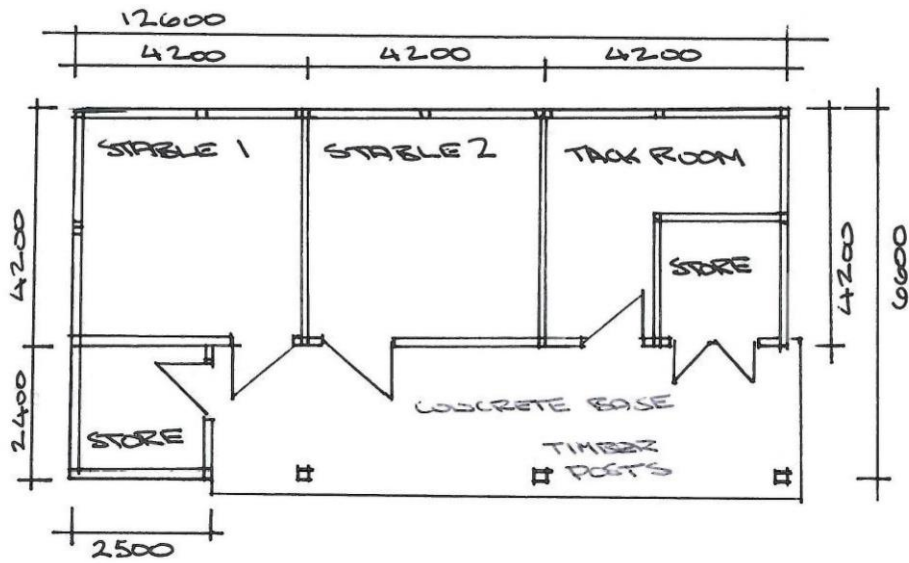 12600
4200 4200 4200
STABLE 1 STABLE 2 TACK ROOM
STORE
4200 4200 6600
CONCRETE BASE
TIMBER
POSTS
STORE
2400
2500